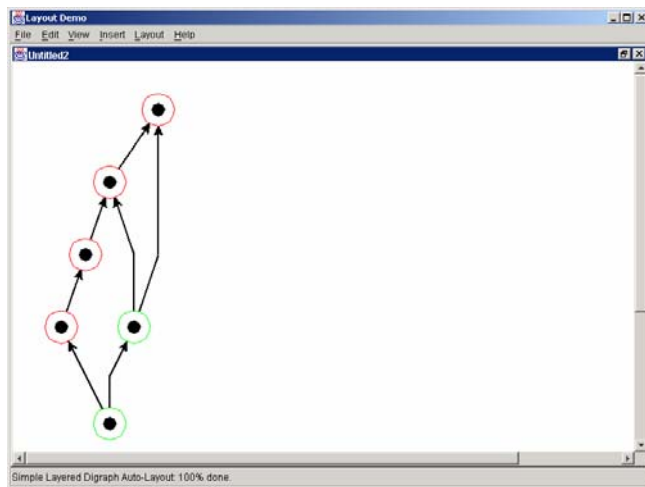 Layout Demo
File Edit View Insert Layout Help
Untitled2
Simple Layered Digraph Auto-Layout: 100% done.